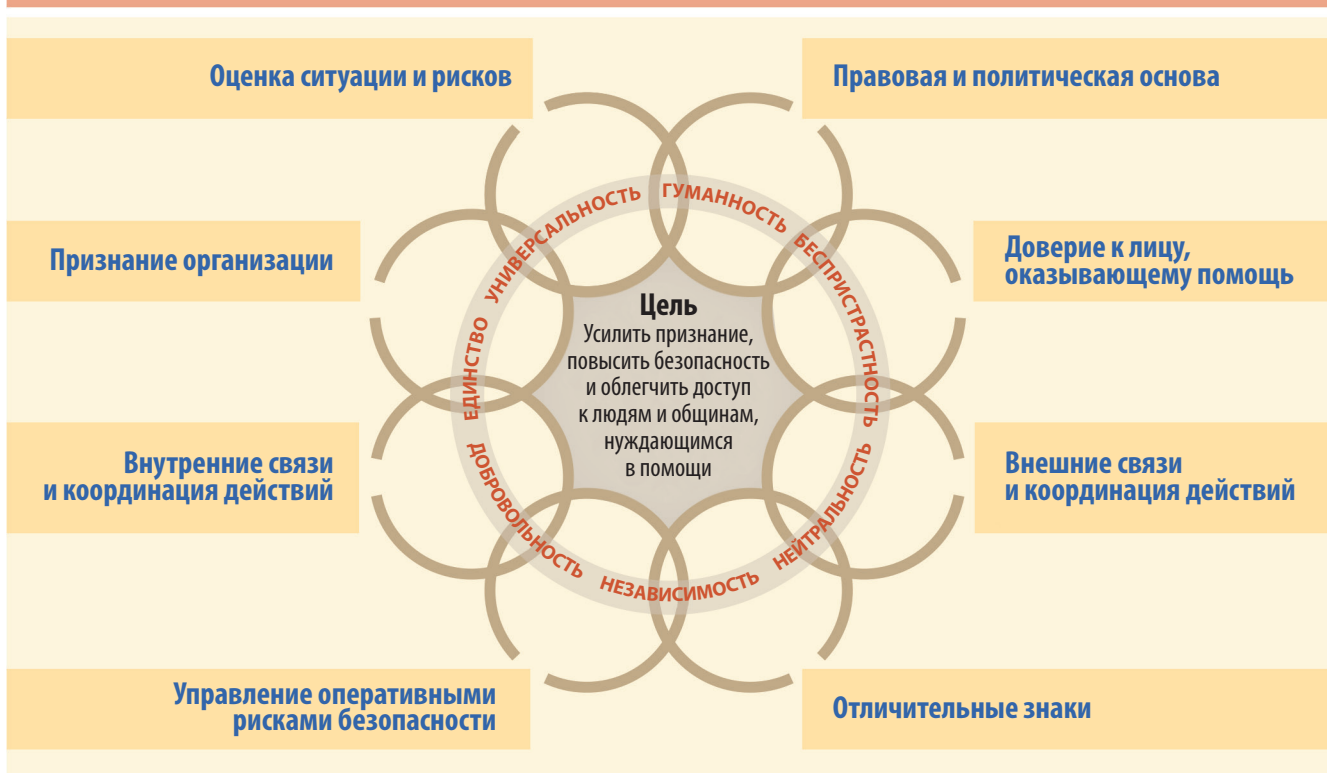 Оценка ситуации и рисков
Правовая и политическая основа
Признание организации
Доверие к лицу,
оказывающему помощь
Внутренние связи
и координация действий
Внешние связи
и координация действий
Управление оперативными
рисками безопасности
Отличительные знаки
ГУМАННОСТЬ БЕСПРИСТРАСТНОСТЬ НЕЙТРАЛЬНОСТЬ НЕЗАВИСИМОСТЬ ДОБРОВОЛЬНОСТЬ ЕДИНСТВО УНИВЕРСАЛЬНОСТЬ
Цель
Усилить признание,
повысить безопасность
и облегчить доступ
к людям и общинам,
нуждающимся
в помощи